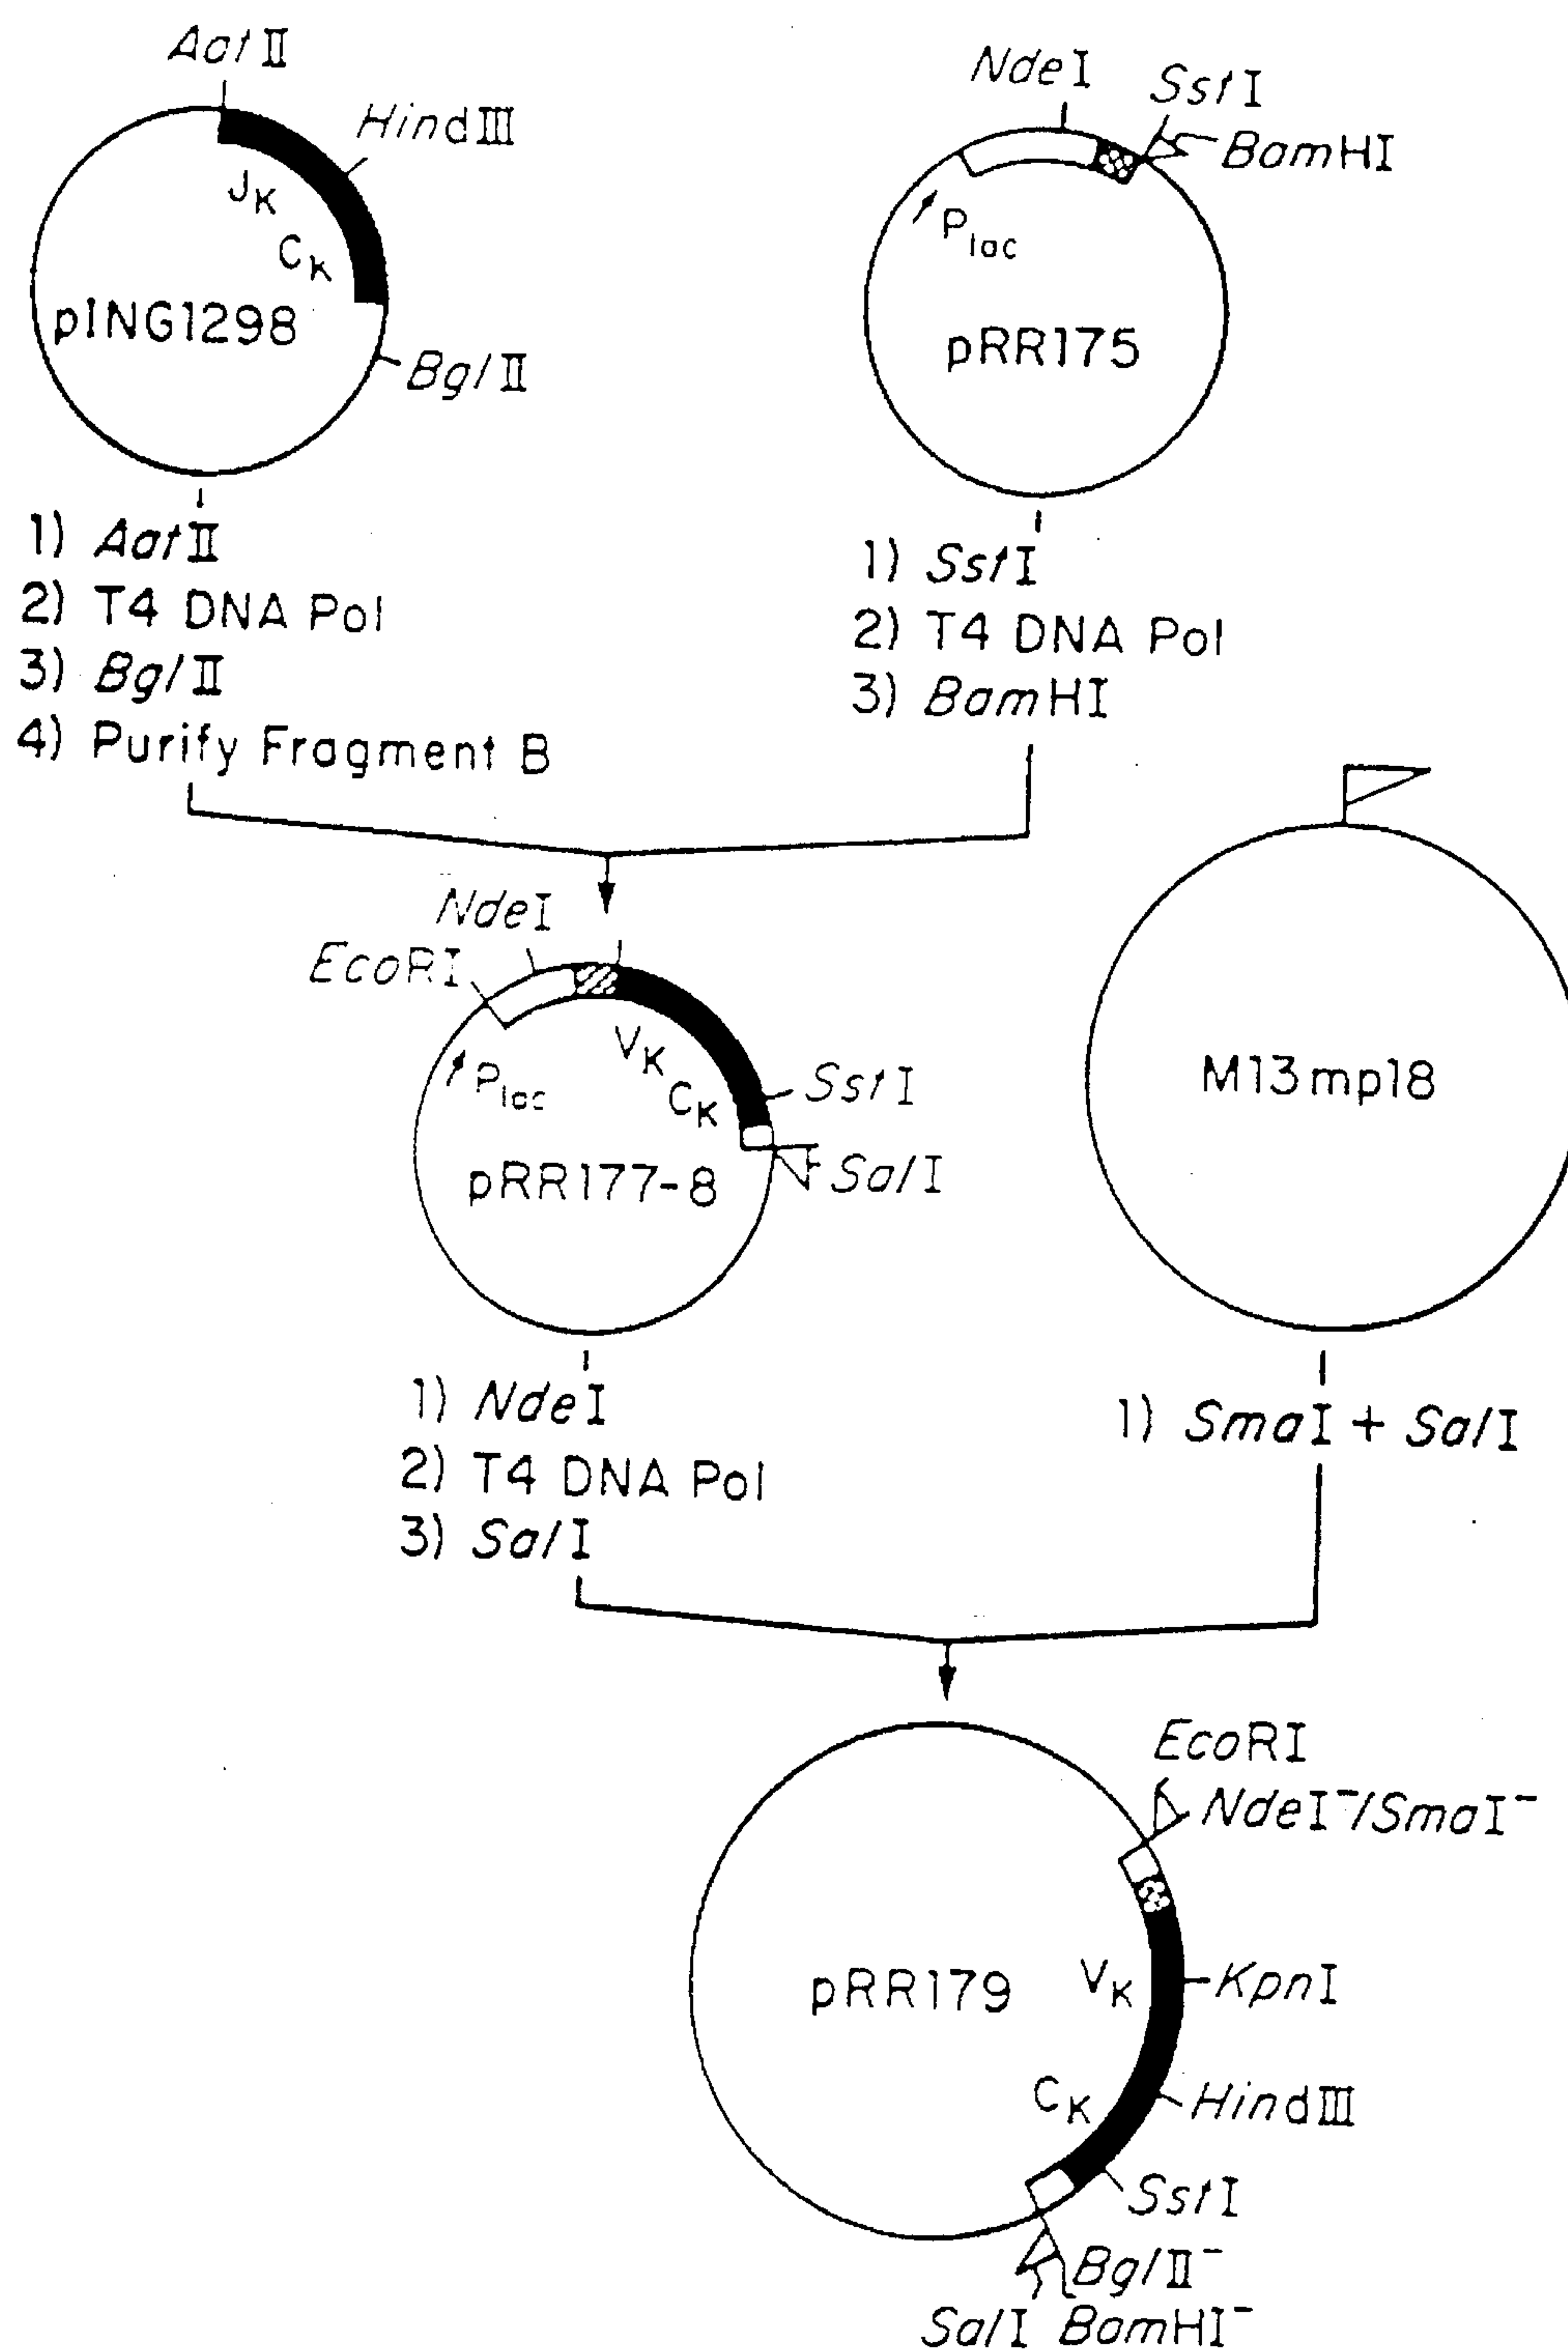 AatII
HindIII
JK
CK
pING1298
BglII
1) AatII
2) T4 DNA Pol
3) BglII
4) Purify Fragment B
NdeI
SstI
BamHI
Plac
pRR175
1) SstI
2) T4 DNA Pol
3) BamHI
NdeI
EcoRI
VK
CK
Plac
SstI
SalI
pRR177-8
M13mp18
1) NdeI
2) T4 DNA Pol
3) SalI
1) SmaI + SalI
EcoRI
NdeI⁻/SmaI⁻
pRR179
VK
KpnI
CK
HindIII
SstI
BglII⁻
SalI BamHI⁻